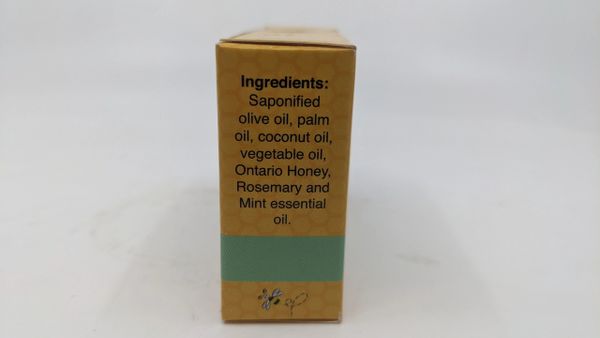 Ingredients:
Saponified
olive oil, palm
oil, coconut oil,
vegetable oil,
Ontario Honey,
Rosemary and
Mint essential
oil.